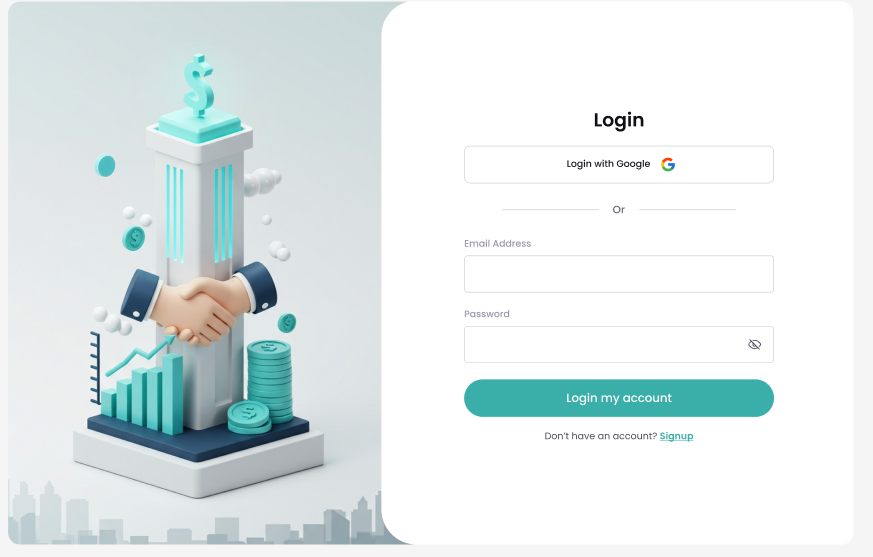 $
Login
Login with Google
Or
Email Address
Password
Login my account
Don't have an account? Signup